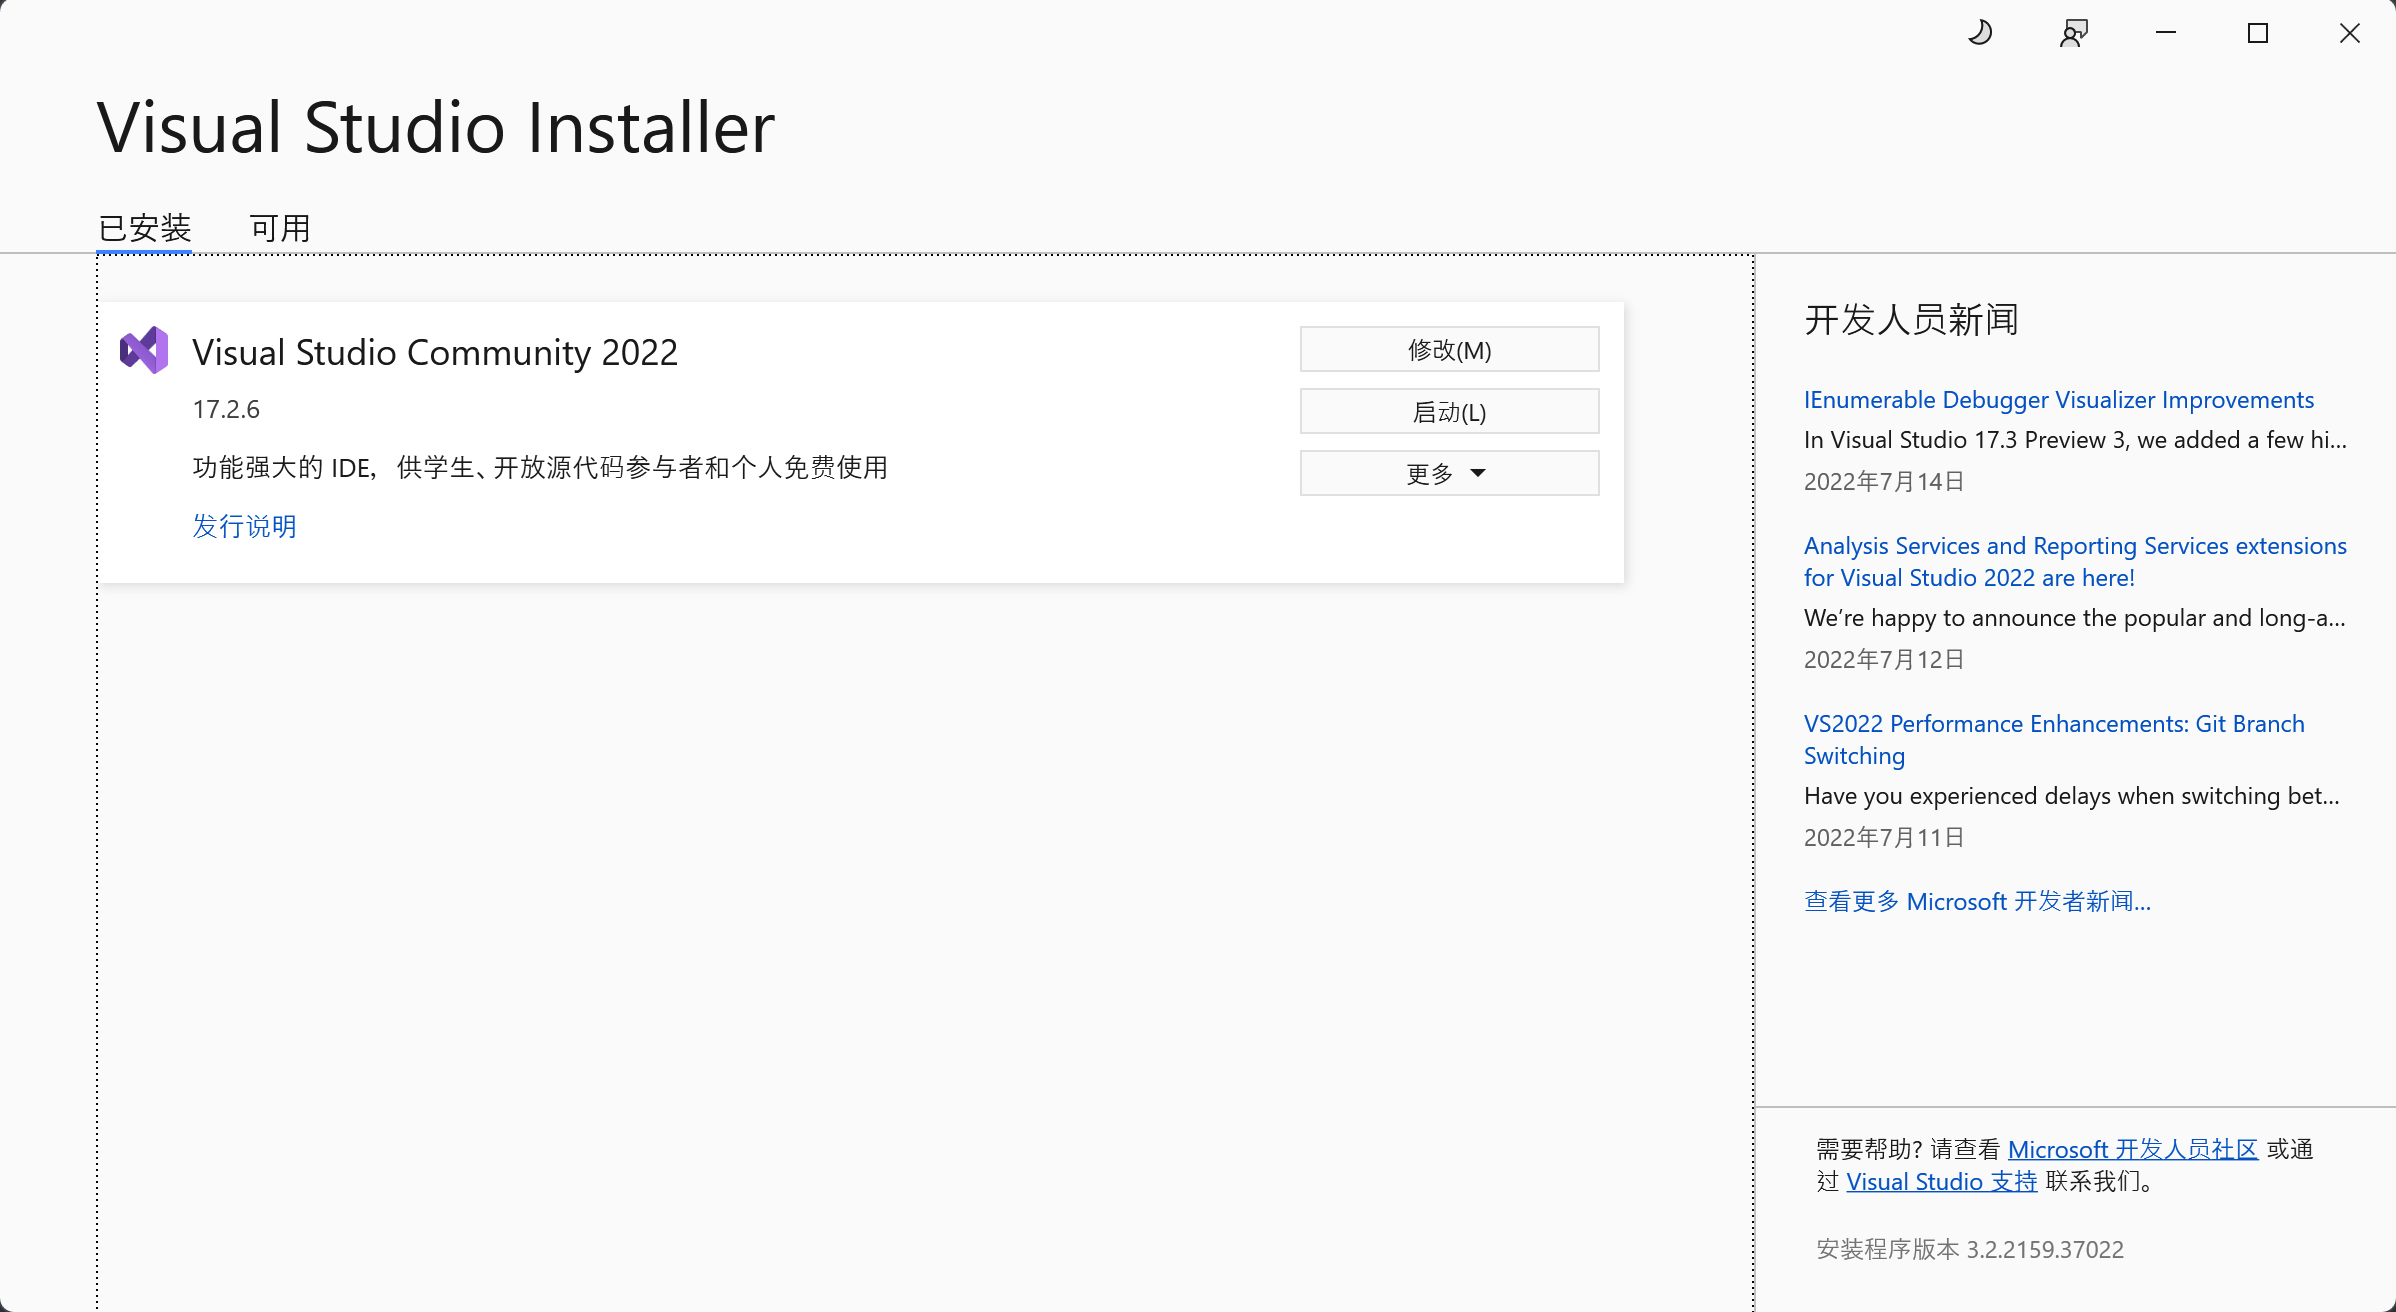 Visual Studio Installer
已安装
可用
Visual Studio Community 2022
17.2.6
功能强大的 IDE，供学生、开放源代码参与者和个人免费使用
发行说明
修改(M)
启动(L)
更多
开发人员新闻
IEnumerable Debugger Visualizer Improvements
In Visual Studio 17.3 Preview 3, we added a few hi...
2022年7月14日
Analysis Services and Reporting Services extensions
for Visual Studio 2022 are here!
We’re happy to announce the popular and long-a...
2022年7月12日
VS2022 Performance Enhancements: Git Branch
Switching
Have you experienced delays when switching bet...
2022年7月11日
查看更多 Microsoft 开发者新闻...
需要帮助? 请查看 Microsoft 开发人员社区 或通
过 Visual Studio 支持 联系我们。
安装程序版本 3.2.2159.37022